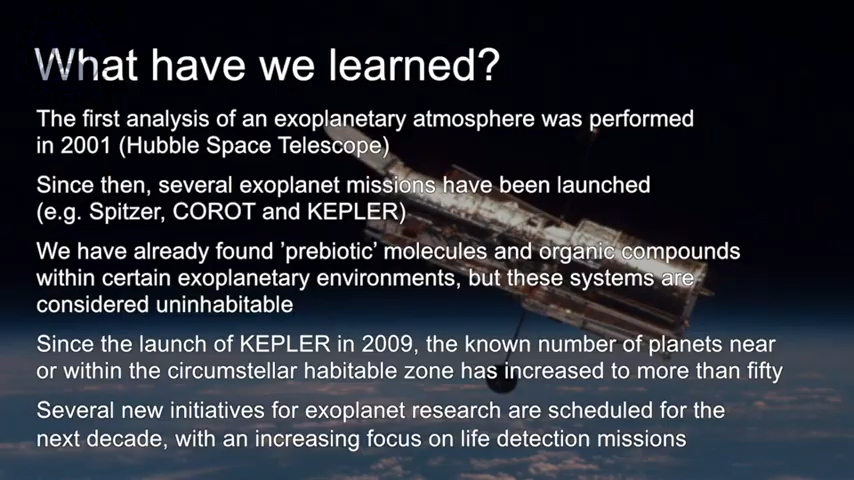 What have we learned?
The first analysis of an exoplanetary atmosphere was performed
in 2001 (Hubble Space Telescope)
Since then, several exoplanet missions have been launched
(e.g. Spitzer, COROT and KEPLER)
We have already found ’prebiotic’ molecules and organic compounds
within certain exoplanetary environments, but these systems are
considered uninhabitable
Since the launch of KEPLER in 2009, the known number of planets near
or within the circumstellar habitable zone has increased to more than fifty
Several new initiatives for exoplanet research are scheduled for the
next decade, with an increasing focus on life detection missions